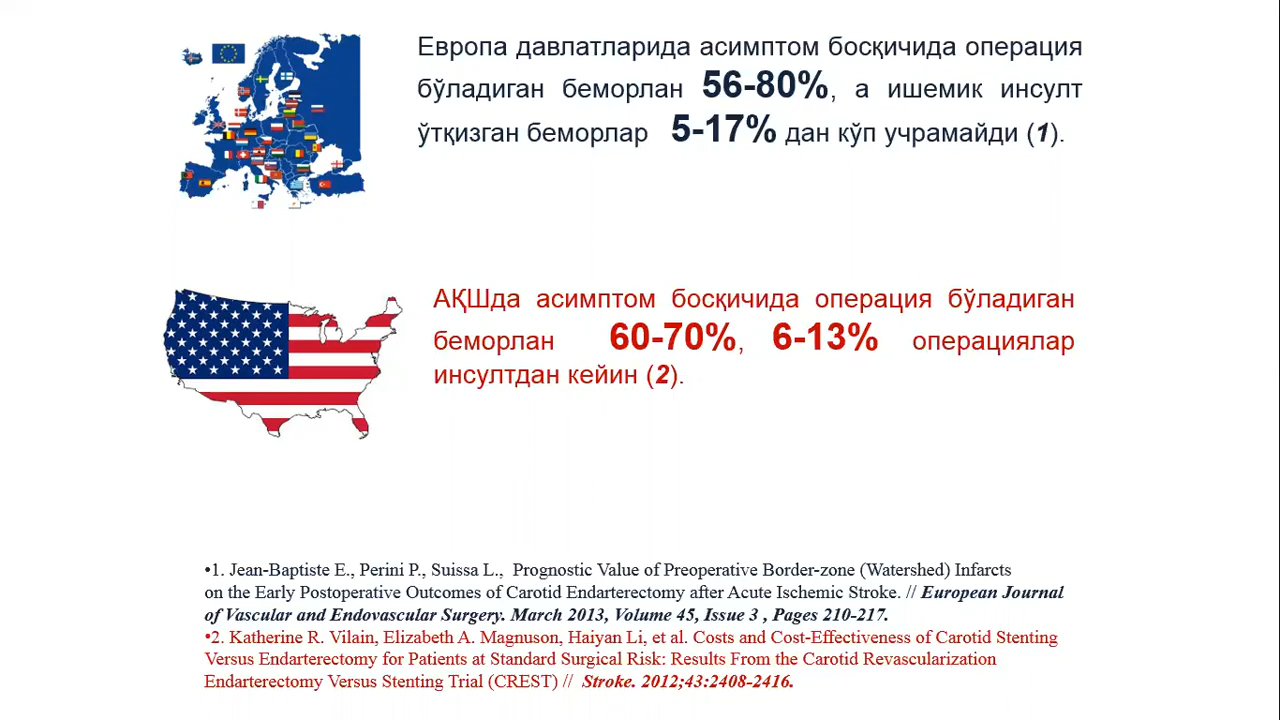 Европа давлатларида асимптом босқичида операция
бўладиган беморлан 56-80%, а ишемик инсулт
ўтқизган беморлар 5-17% дан кўп учрамайди (1).
АҚШда асимптом босқичида операция бўладиган
беморлан 60-70%, 6-13% операциялар
инсултдан кейин (2).
•1. Jean-Baptiste E., Perini P., Suissa L., Prognostic Value of Preoperative Border-zone (Watershed) Infarcts
on the Early Postoperative Outcomes of Carotid Endarterectomy after Acute Ischemic Stroke. // European Journal
of Vascular and Endovascular Surgery. March 2013, Volume 45, Issue 3 , Pages 210-217.
•2. Katherine R. Vilain, Elizabeth A. Magnuson, Haiyan Li, et al. Costs and Cost-Effectiveness of Carotid Stenting
Versus Endarterectomy for Patients at Standard Surgical Risk: Results From the Carotid Revascularization
Endarterectomy Versus Stenting Trial (CREST) // Stroke. 2012;43:2408-2416.